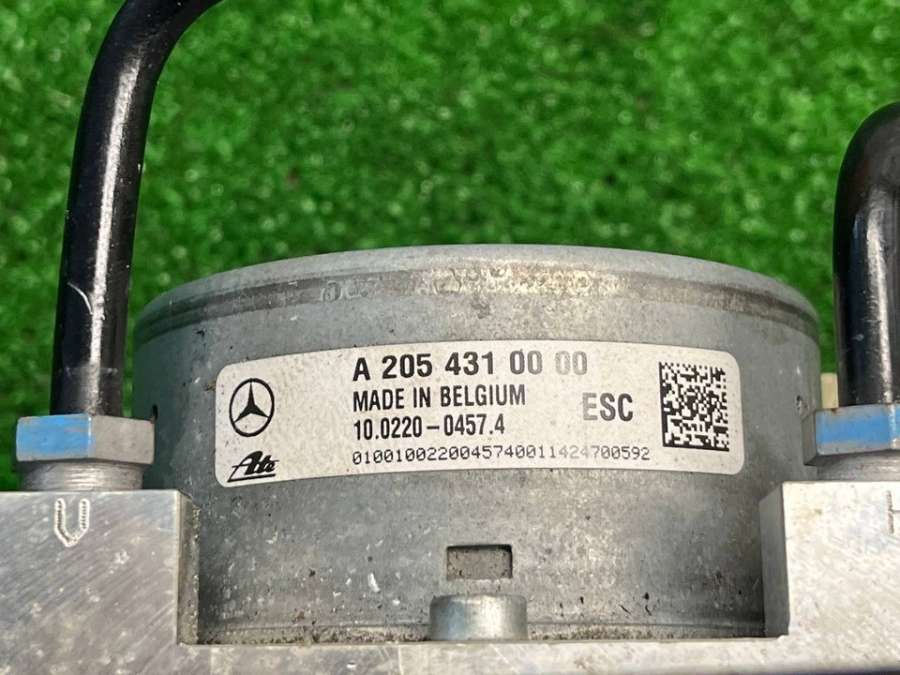 A 205 431 00 00
MADE IN BELGIUM
ESC
10.0220-0457.4
Ate
0100100220045740011424700592
V
H